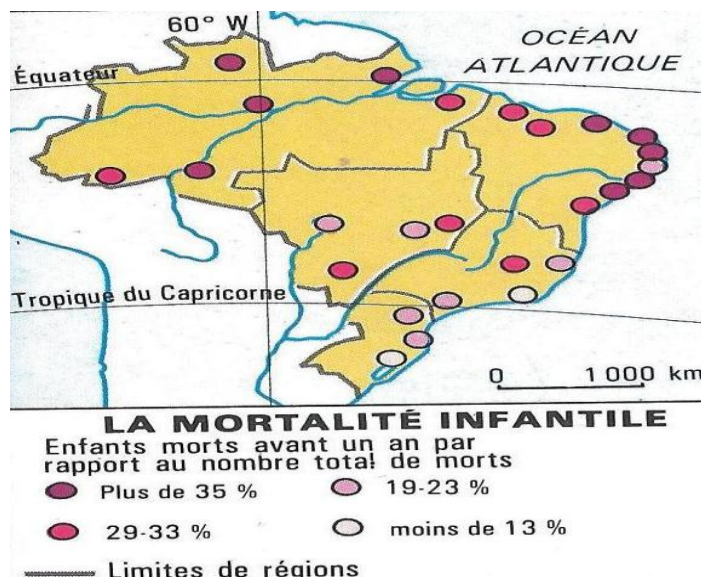 60° W
OCÉAN
ATLANTIQUE
Équateur
Tropique du Capricorne
0 1 000 km
LA MORTALITÉ INFANTILE
Enfants morts avant un an par
rapport au nombre total de morts
Plus de 35 % 19-23 %
29-33 % moins de 13 %
Limites de régions